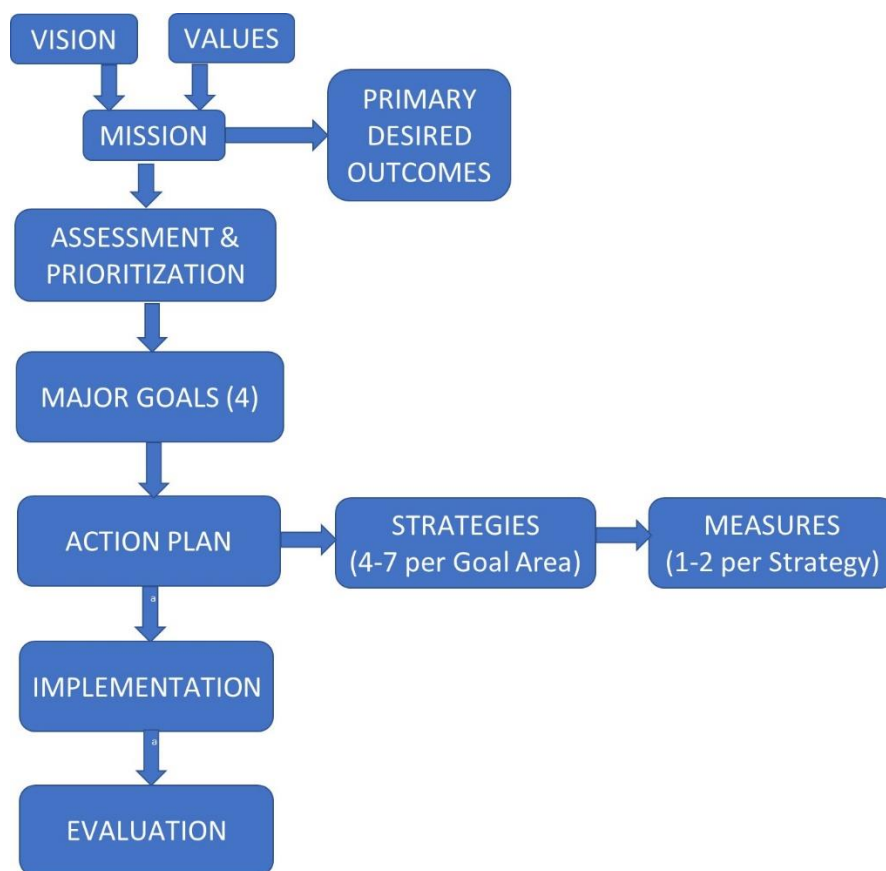 VISION
VALUES
MISSION
PRIMARY
DESIRED
OUTCOMES
ASSESSMENT &
PRIORITIZATION
MAJOR GOALS (4)
ACTION PLAN
STRATEGIES
(4-7 per Goal Area)
MEASURES
(1-2 per Strategy)
a
IMPLEMENTATION
a
EVALUATION